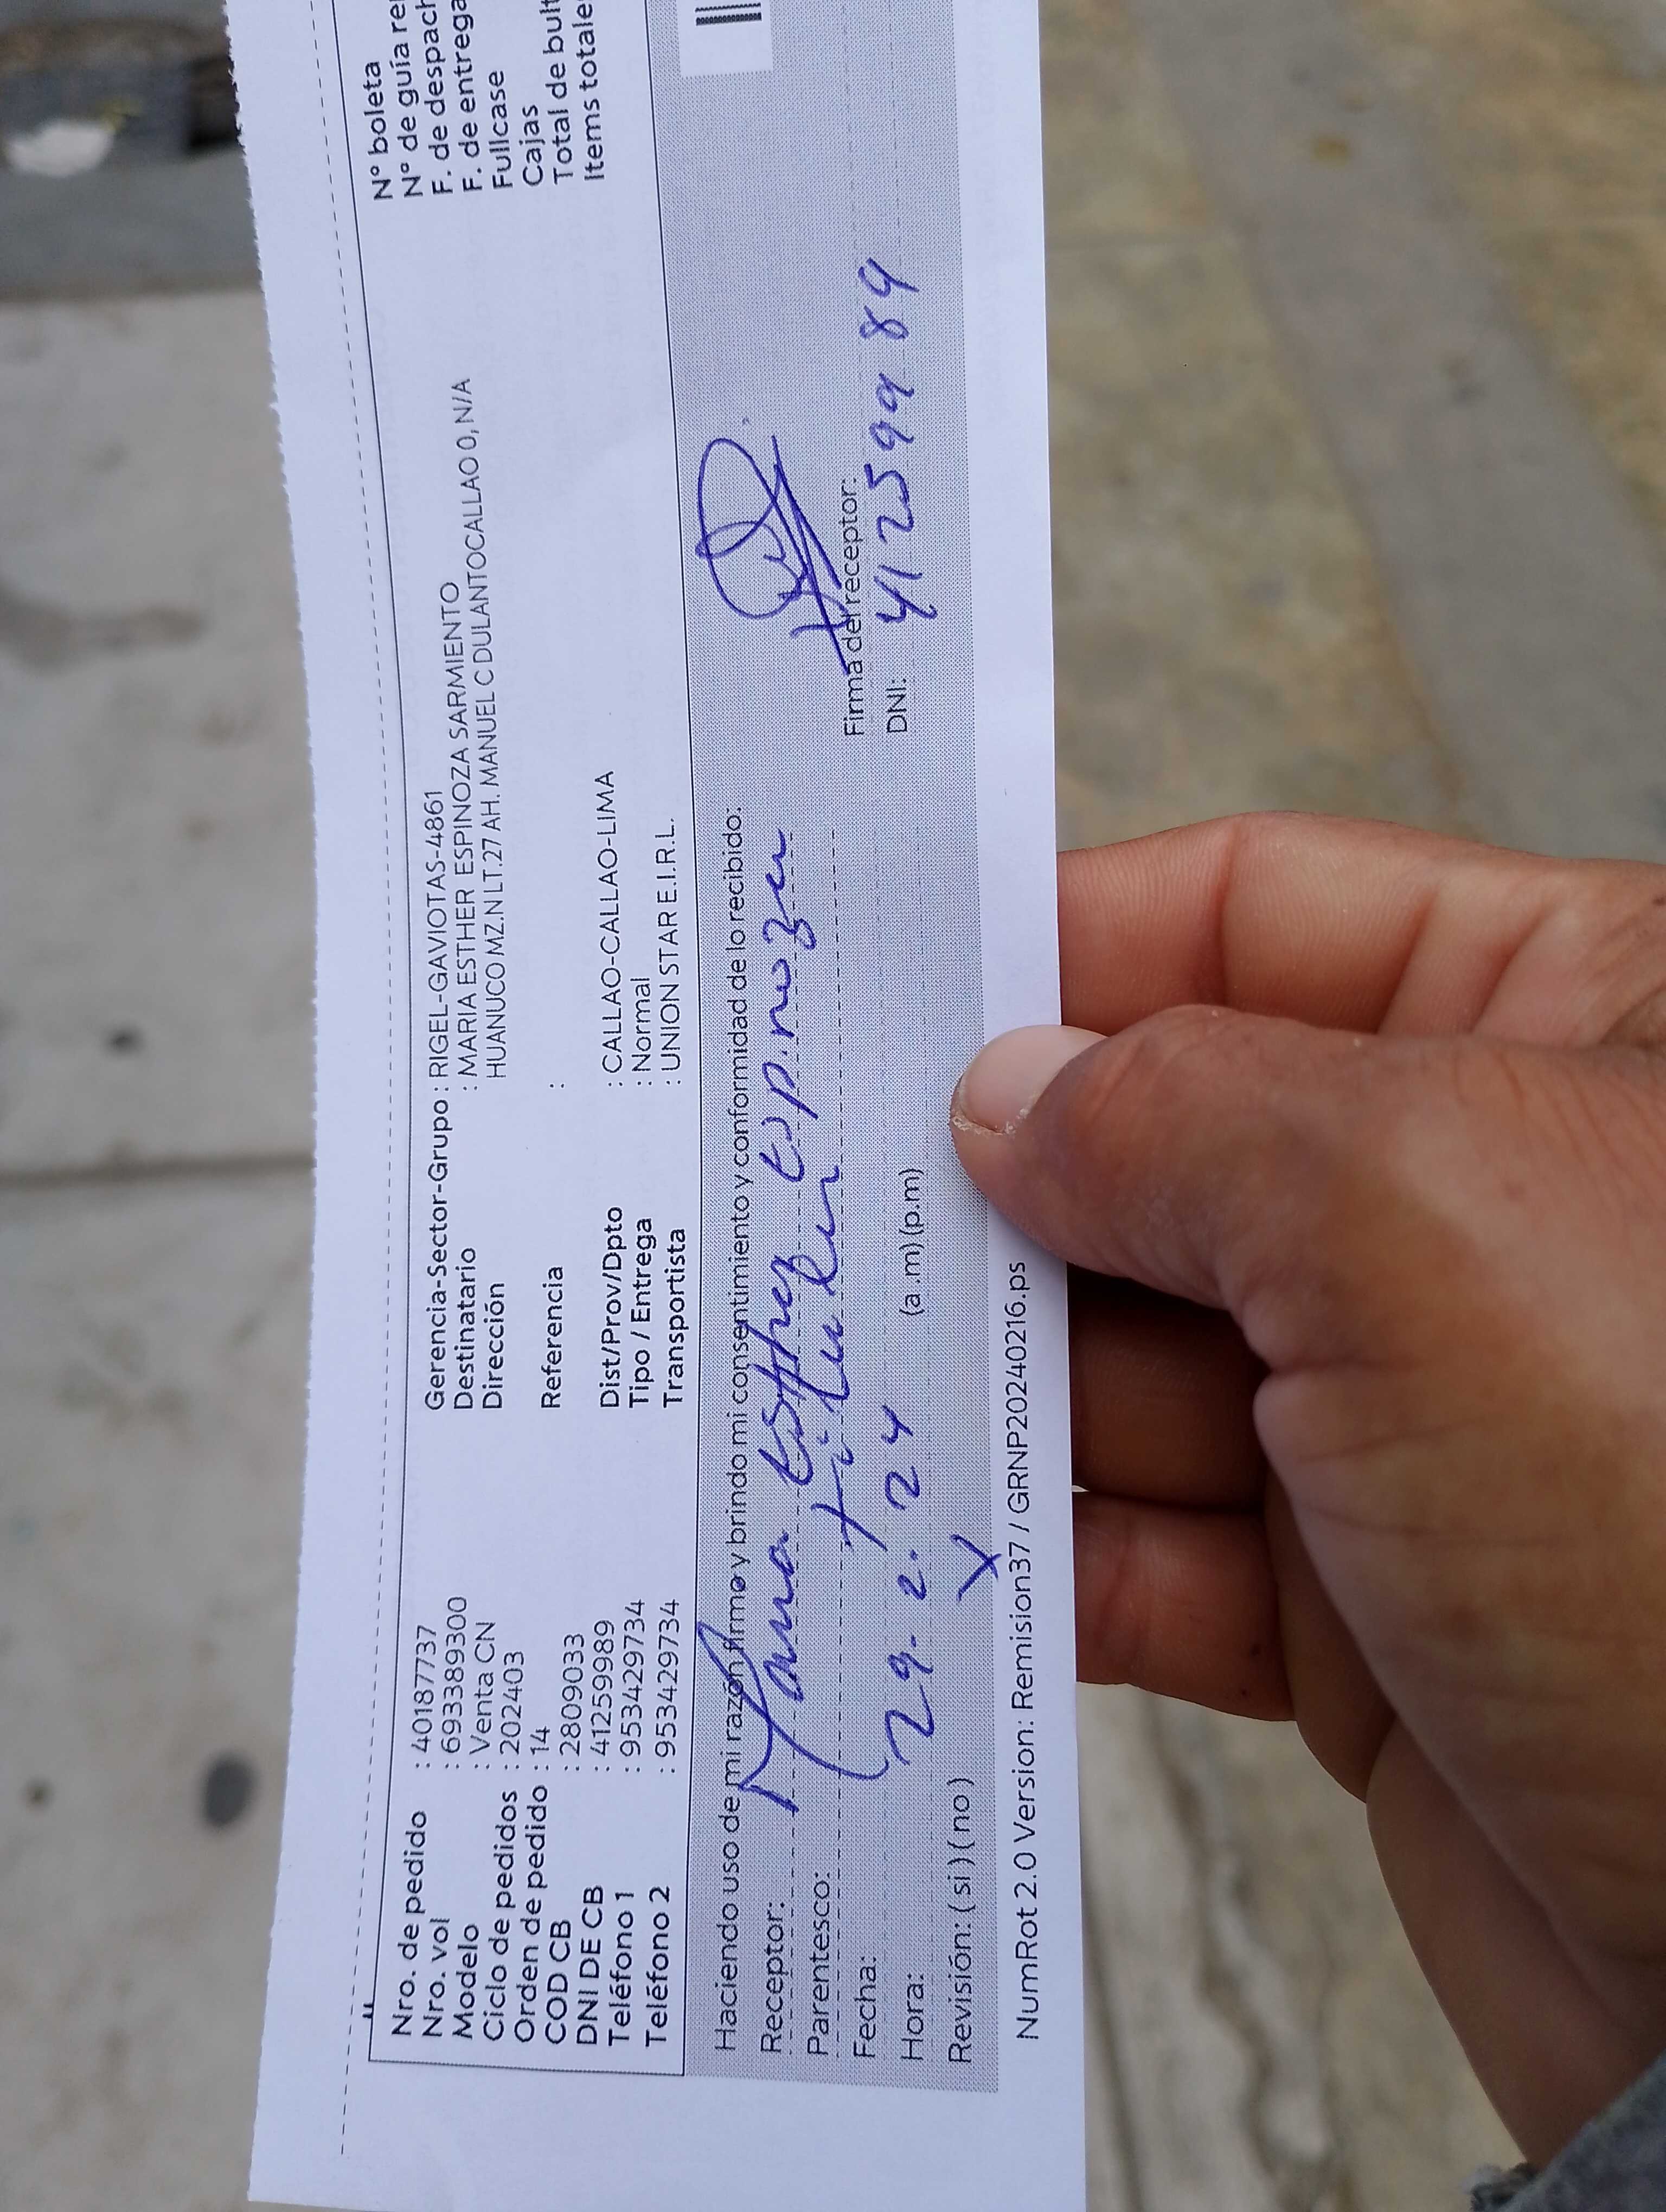 Nro. de pedido : 40187737
Nro. vol : 69338930​0
Modelo : Venta CN
Ciclo de pedidos : 202403
Orden de pedido : 14
COD CB : 2809033
DNI DE CB : 41259989
Teléfono 1 : 953429734
Teléfono 2 : 953429734
Gerencia-Sector-Grupo : RIGEL-GAVIOTAS-4861
Destinatario : MARIA ESTHER ESPINOZA SARMIENTO
Dirección HUANUCO MZ.N LT.27 AH. MANUEL C DULANTOCALLAO 0, N/A
Referencia :
Dist/Prov/Dpto : CALLAO-CALLAO-LIMA
Tipo / Entrega : Normal
Transportista : UNION STAR E.I.R.L.
N° boleta
N° de guía re
F. de despach
F. de entrega
Fullcase
Cajas
Total de bult
Items totale
Haciendo uso de mi razón firmo y brindo mi consentimiento y conformidad de lo recibido:
Receptor: Maria Esther Espinoza
Parentesco: titular
Fecha: 29. 2. 24
Hora: (a.m) (p.m)
Revisión: ( si ) ( no )
Firma del receptor:
DNI: 41259989
NumRot 2.0 Version: Remision37 / GRNP20240216.ps